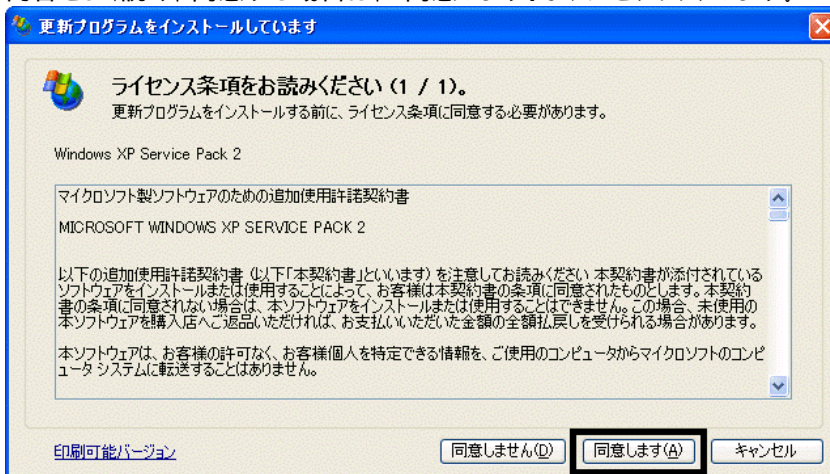 更新プログラムをインストールしています
ライセンス条項をお読みください (1 / 1)。
更新プログラムをインストールする前に、ライセンス条項に同意する必要があります。
Windows XP Service Pack 2
マイクロソフト製ソフトウェアのための追加使用許諾契約書
MICROSOFT WINDOWS XP SERVICE PACK 2
以下の追加使用許諾契約書 (以下「本契約書」といいます) を注意してお読みください 本契約書が添付されている
ソフトウェアをインストールまたは使用することによって、お客様は本契約書の条項に同意されたものとします。本契約
書の条項に同意されない場合は、本ソフトウェアをインストールまたは使用することはできません。この場合、未使用の
本ソフトウェアを購入店へご返品いただければ、お支払いいただいた金額の全額払戻しを受けられる場合があります。
本ソフトウェアは、お客様の許可なく、お客様個人を特定できる情報を、ご使用のコンピュータからマイクロソフトのコンピ
ュータ システムに転送することはありません。
印刷可能バージョン
同意しません(D)
同意します(A)
キャンセル